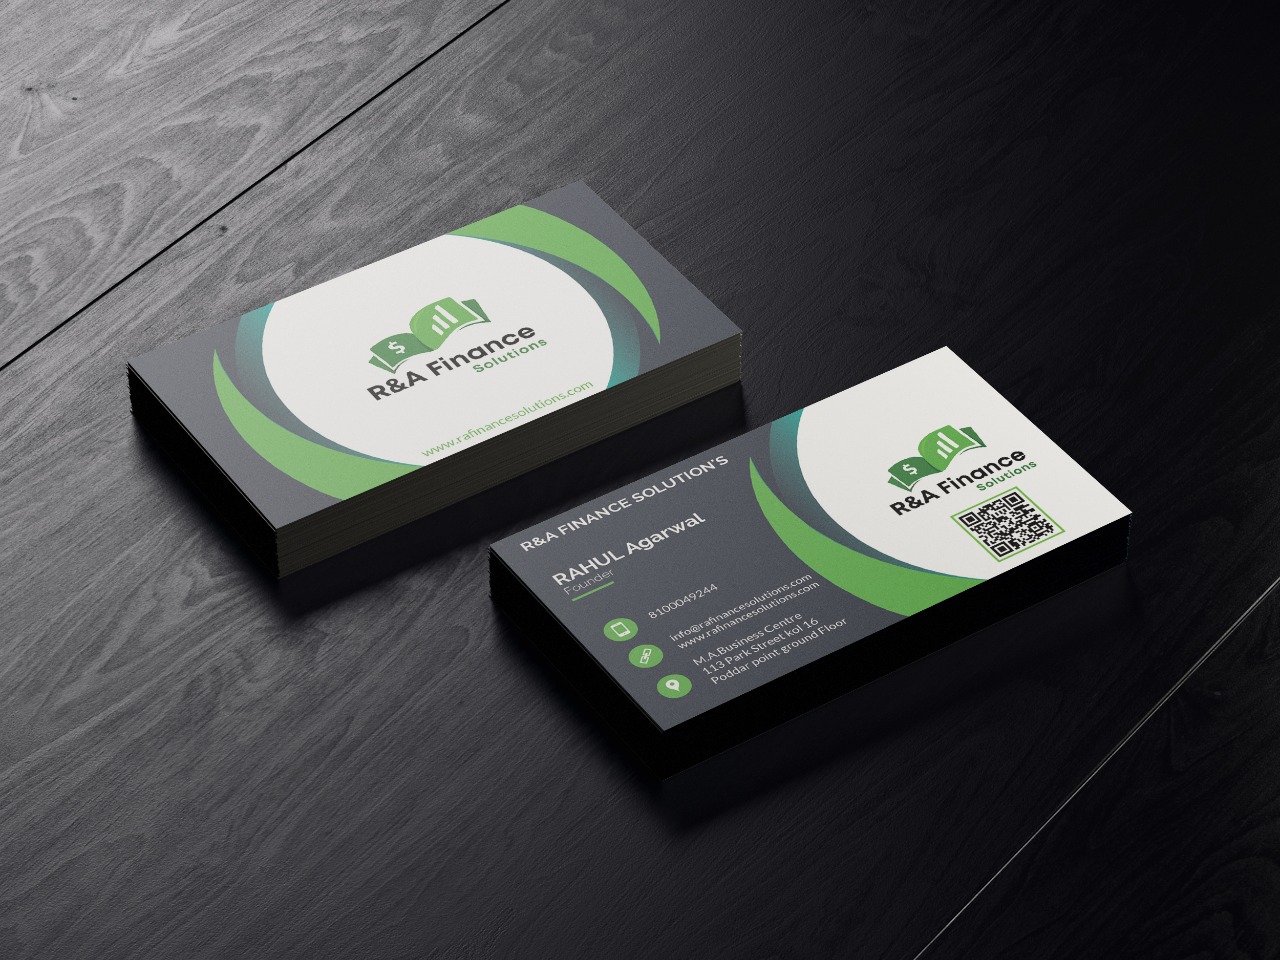 R&A Finance
Solutions
www.rafinancesolutions.com
R&A FINANCE SOLUTION'S
RAHUL Agarwal
Founder
8100049244
info@rafinancesolutions.com
www.rafinancesolutions.com
M.A.Business Centre
113 Park Street kol 16
Poddar point ground Floor
R&A Finance
Solutions